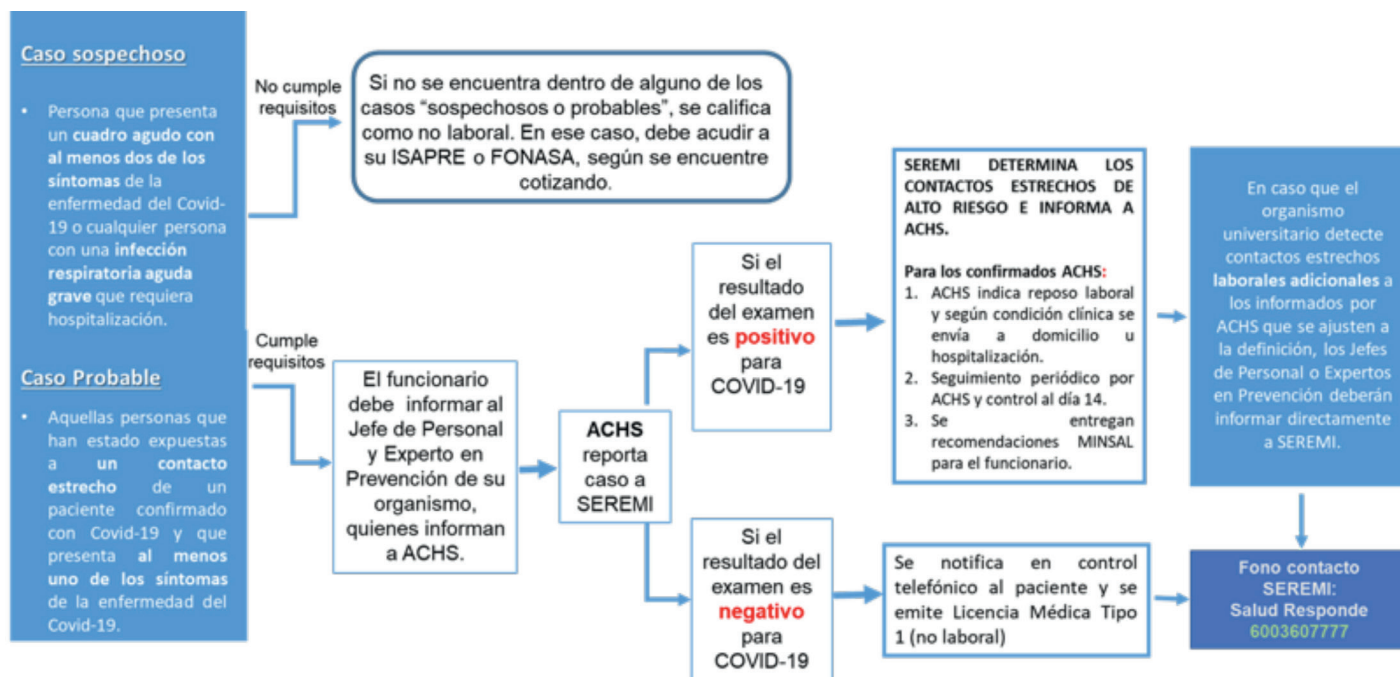 Caso sospechoso
• Persona que presenta
un cuadro agudo con
al menos dos de los
síntomas de la
enfermedad del Covid-
19 o cualquier persona
con una infección
respiratoria aguda
grave que requiera
hospitalización.
Caso Probable
• Aquellas personas que
han estado expuestas
a un contacto
estrecho de un
paciente confirmado
con Covid-19 y que
presenta al menos
uno de los síntomas
de la enfermedad del
Covid-19.
No cumple
requisitos
Si no se encuentra dentro de alguno de los
casos “sospechosos o probables”, se califica
como no laboral. En ese caso, debe acudir a
su ISAPRE o FONASA, según se encuentre
cotizando.
Cumple
requisitos
El funcionario
debe informar al
Jefe de Personal
y Experto en
Prevención de su
organismo,
quienes informan
a ACHS.
ACHS
reporta
caso a
SEREMI
Si el
resultado
del examen
es positivo
para
COVID-19
SEREMI DETERMINA LOS
CONTACTOS ESTRECHOS DE
ALTO RIESGO E INFORMA A
ACHS.
Para los confirmados ACHS:
1. ACHS indica reposo laboral
y según condición clínica se
envía a domicilio u
hospitalización.
2. Seguimiento periódico por
ACHS y control al día 14.
3. Se entregan
recomendaciones MINSAL
para el funcionario.
En caso que el
organismo
universitario detecte
contactos estrechos
laborales adicionales a
los informados por
ACHS que se ajusten a
la definición, los Jefes
de Personal o Expertos
en Prevención deberán
informar directamente
a SEREMI.
Si el
resultado del
examen es
negativo
para
COVID-19
Se notifica en control
telefónico al paciente y se
emite Licencia Médica Tipo
1 (no laboral)
Fono contacto
SEREMI:
Salud Responde
6003607777